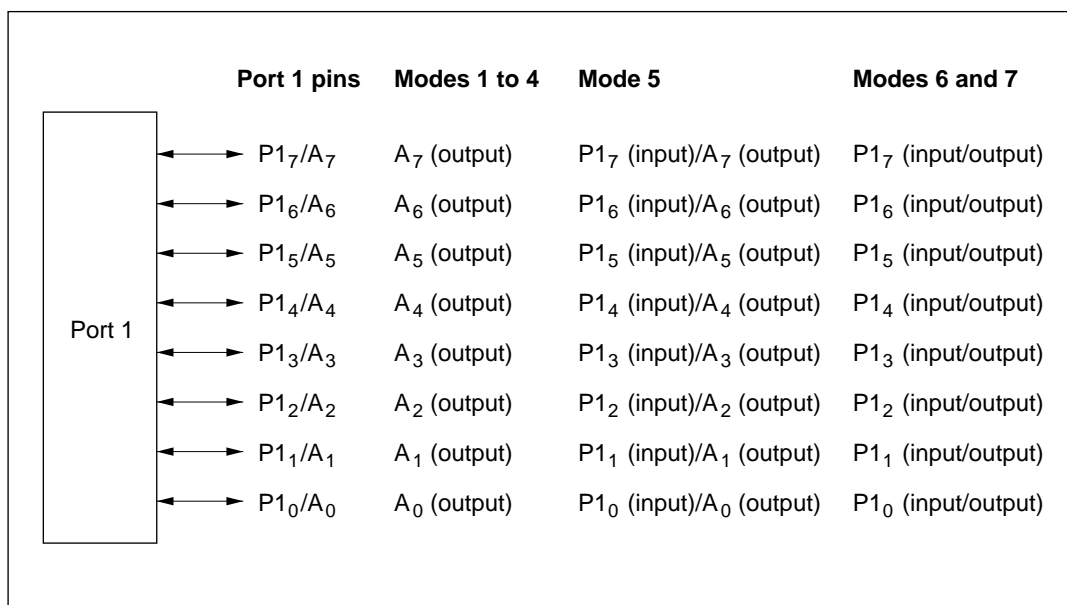 Port 1 pins Modes 1 to 4 Mode 5 Modes 6 and 7
P1₇/A₇ A₇ (output) P1₇ (input)/A₇ (output) P1₇ (input/output)
P1₆/A₆ A₆ (output) P1₆ (input)/A₆ (output) P1₆ (input/output)
P1₅/A₅ A₅ (output) P1₅ (input)/A₅ (output) P1₅ (input/output)
P1₄/A₄ A₄ (output) P1₄ (input)/A₄ (output) P1₄ (input/output)
Port 1
P1₃/A₃ A₃ (output) P1₃ (input)/A₃ (output) P1₃ (input/output)
P1₂/A₂ A₂ (output) P1₂ (input)/A₂ (output) P1₂ (input/output)
P1₁/A₁ A₁ (output) P1₁ (input)/A₁ (output) P1₁ (input/output)
P1₀/A₀ A₀ (output) P1₀ (input)/A₀ (output) P1₀ (input/output)